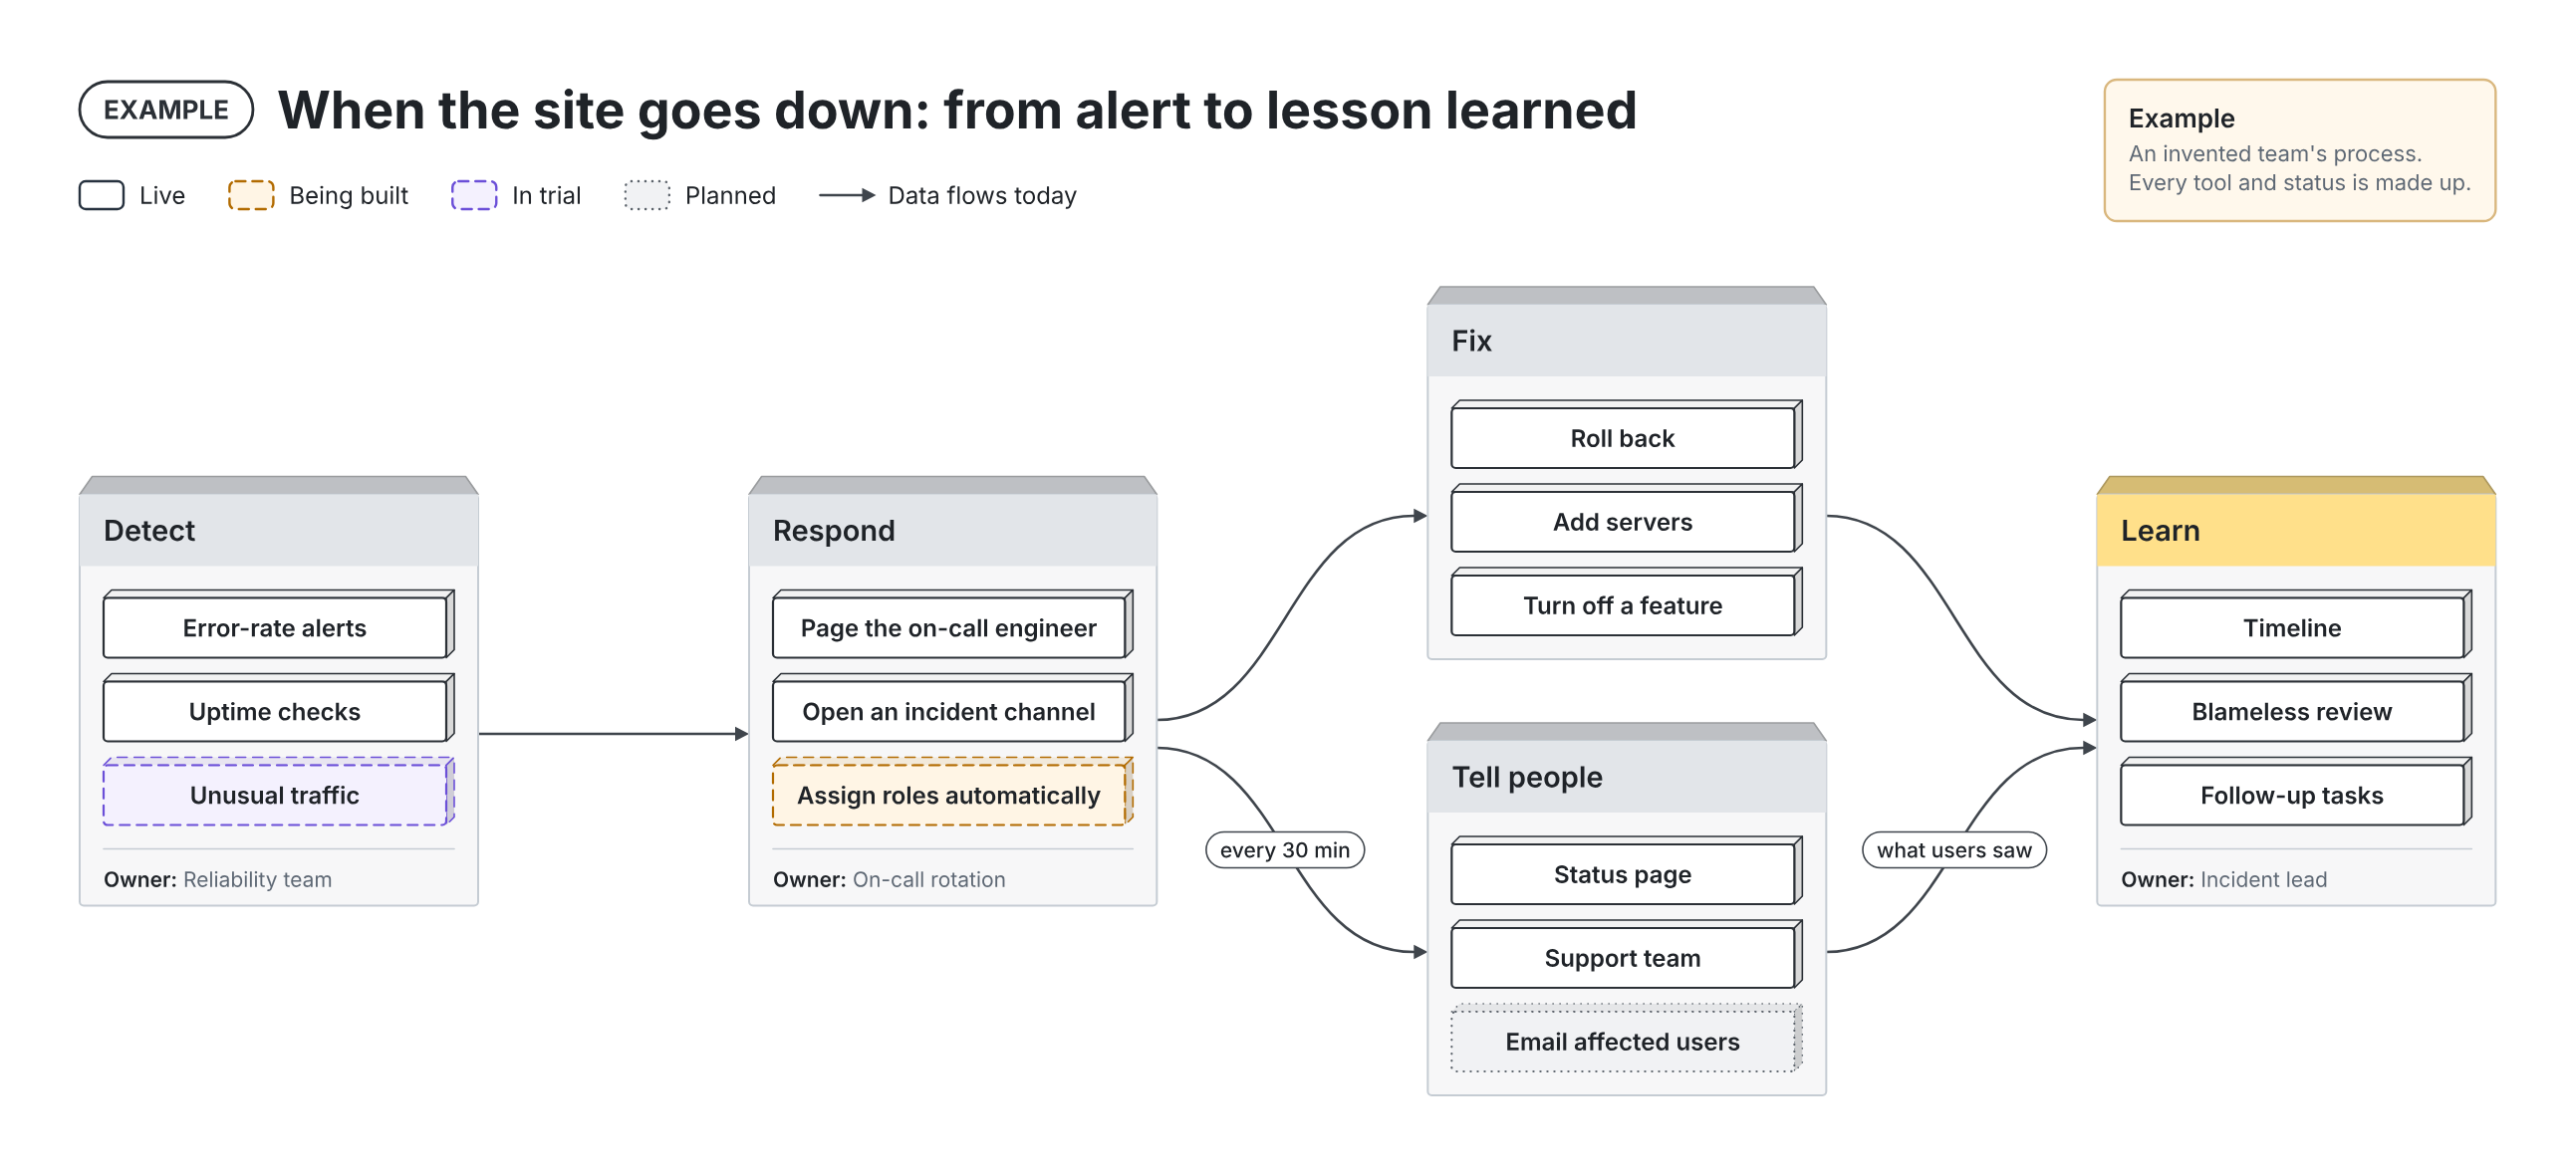 EXAMPLE
When the site goes down: from alert to lesson learned
Live
Being built
In trial
Planned
Data flows today
Example
An invented team's process.
Every tool and status is made up.
Detect
Error-rate alerts
Uptime checks
Unusual traffic
Owner: Reliability team
Respond
Page the on-call engineer
Open an incident channel
Assign roles automatically
Owner: On-call rotation
every 30 min
Fix
Roll back
Add servers
Turn off a feature
Tell people
Status page
Support team
Email affected users
what users saw
Learn
Timeline
Blameless review
Follow-up tasks
Owner: Incident lead